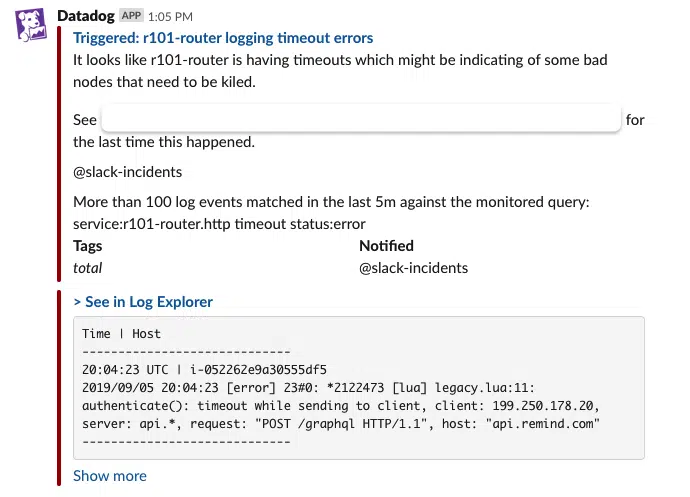 Datadog APP 1:05 PM
Triggered: r101-router logging timeout errors
It looks like r101-router is having timeouts which might be indicating of some bad
nodes that need to be kiled.
See for
the last time this happened.
@slack-incidents
More than 100 log events matched in the last 5m against the monitored query:
service:r101-router.http timeout status:error
Tags Notified
total @slack-incidents
> See in Log Explorer
Time | Host
-----------------------------
20:04:23 UTC | i-052262e9a30555df5
2019/09/05 20:04:23 [error] 23#0: *2122473 [lua] legacy.lua:11:
authenticate(): timeout while sending to client, client: 199.250.178.20,
server: api.*, request: "POST /graphql HTTP/1.1", host: "api.remind.com"
-----------------------------
Show more